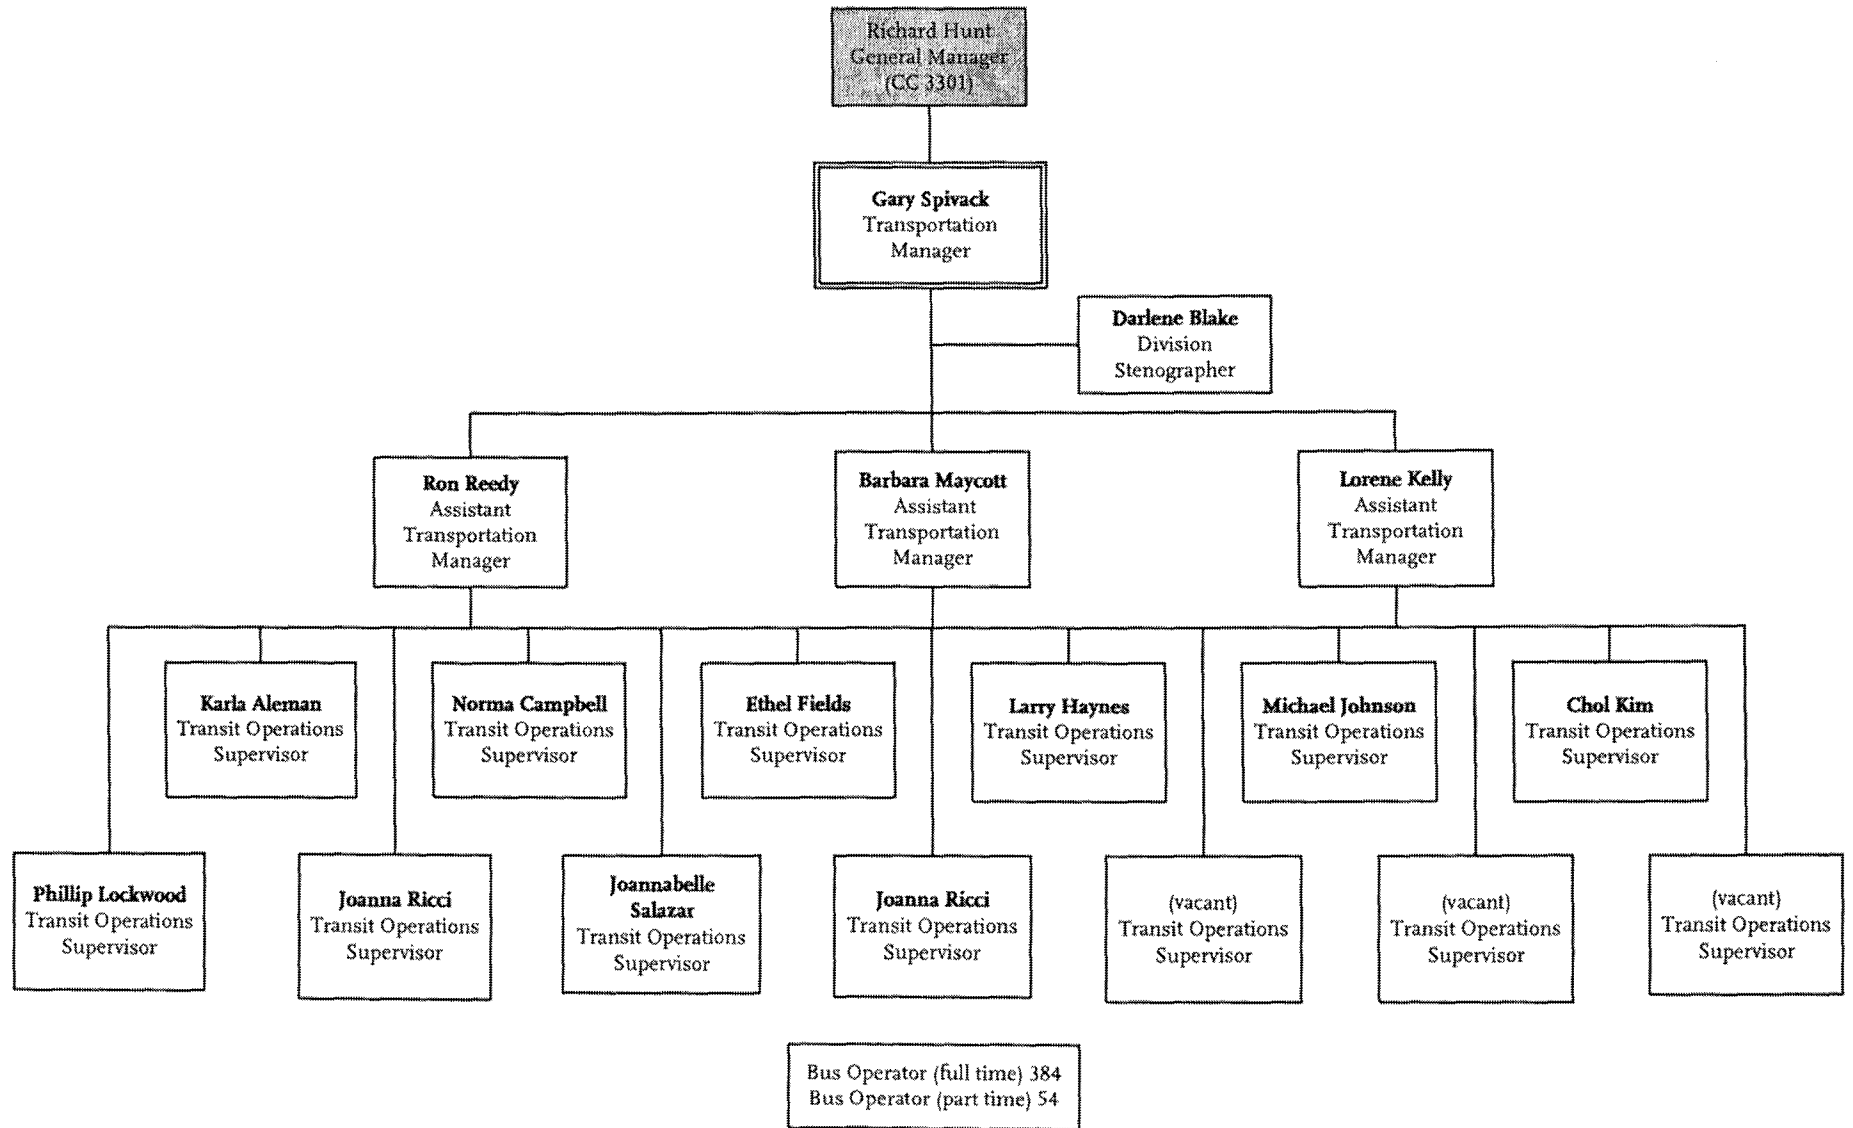 Richard Hunt
General Manager
(CC 3301)
Gary Spivack
Transportation
Manager
Darlene Blake
Division
Stenographer
Ron Reedy
Assistant
Transportation
Manager
Barbara Maycott
Assistant
Transportation
Manager
Lorene Kelly
Assistant
Transportation
Manager
Karla Aleman
Transit Operations
Supervisor
Norma Campbell
Transit Operations
Supervisor
Ethel Fields
Transit Operations
Supervisor
Larry Haynes
Transit Operations
Supervisor
Michael Johnson
Transit Operations
Supervisor
Chol Kim
Transit Operations
Supervisor
Phillip Lockwood
Transit Operations
Supervisor
Joanna Ricci
Transit Operations
Supervisor
Joannabelle
Salazar
Transit Operations
Supervisor
Joanna Ricci
Transit Operations
Supervisor
(vacant)
Transit Operations
Supervisor
(vacant)
Transit Operations
Supervisor
(vacant)
Transit Operations
Supervisor
Bus Operator (full time) 384
Bus Operator (part time) 54